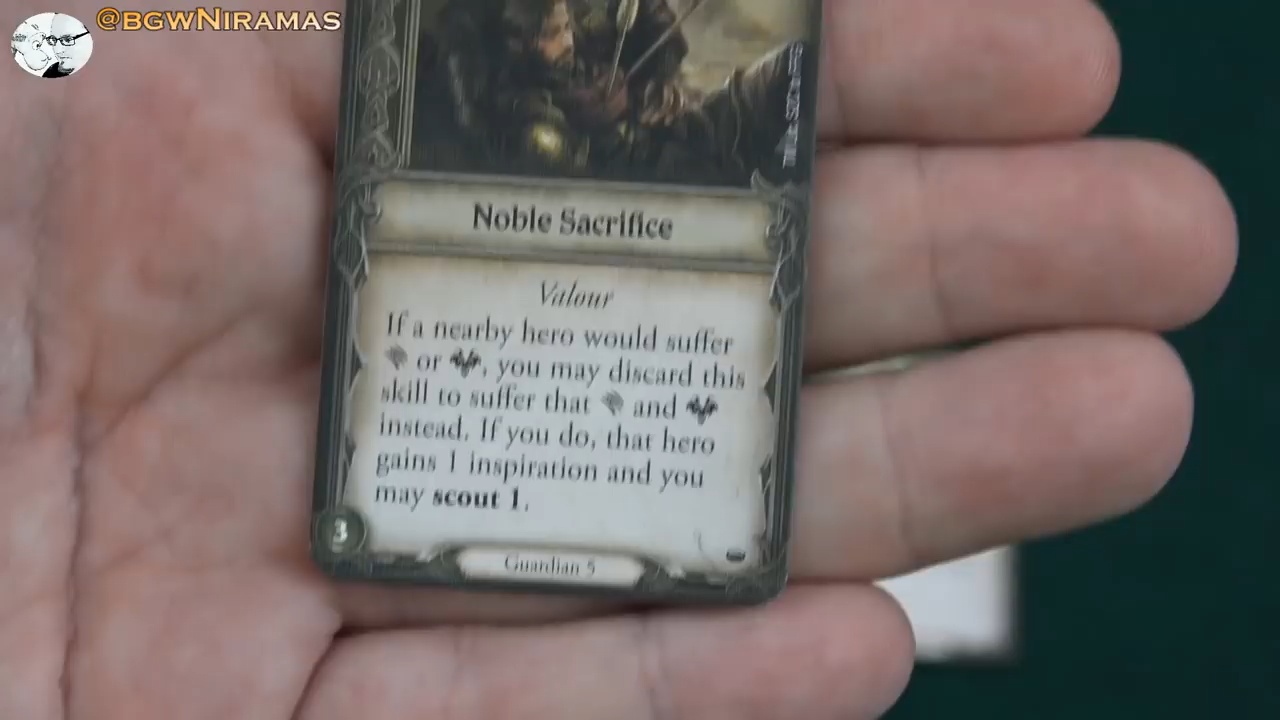 @BGWNIRAMAS
Noble Sacrifice
Valour
If a nearby hero would suffer
or , you may discard this
skill to suffer that and
instead. If you do, that hero
gains 1 inspiration and you
may scout 1.
3
Guardian 5